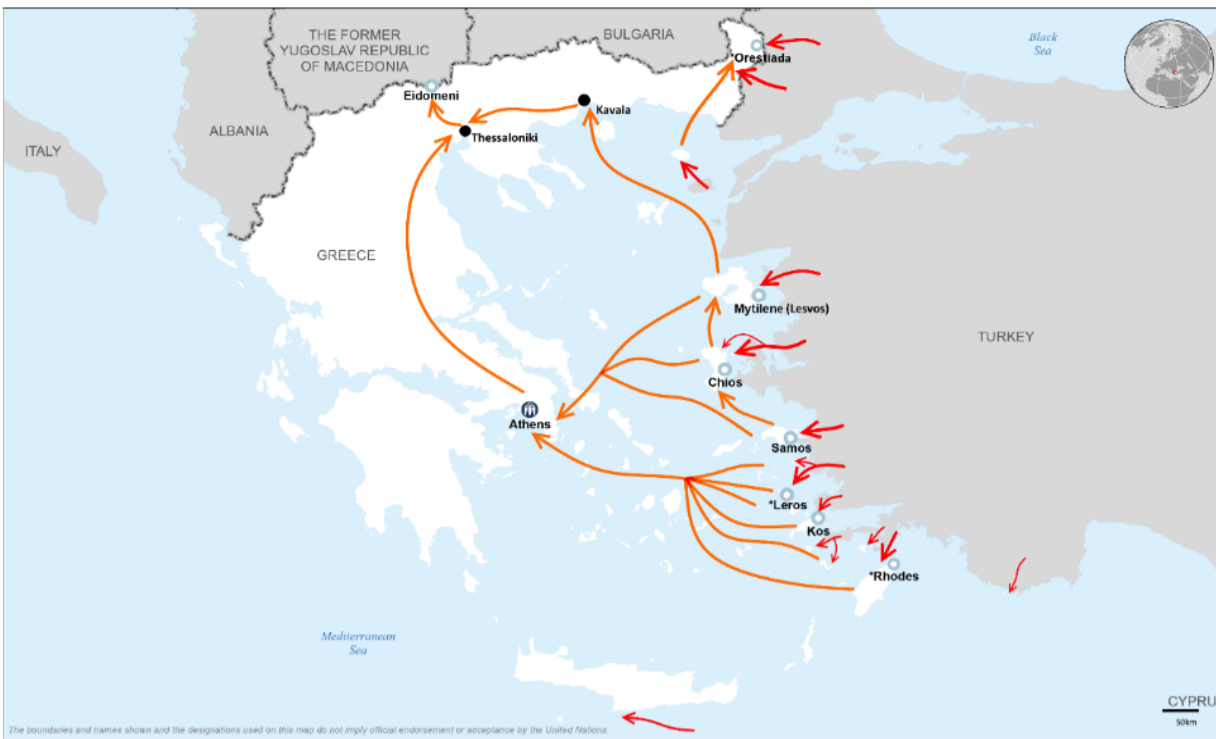 THE FORMER
YUGOSLAV REPUBLIC
OF MACEDONIA
BULGARIA
Black
Sea
*Orestiada
Eidomeni
Kavala
Thessaloniki
ALBANIA
ITALY
GREECE
Mytilene (Lesvos)
TURKEY
Chios
Athens
Samos
*Leros
Kos
*Rhodes
Mediterranean
Sea
CYPRU
50km
The boundaries and names shown and the designations used on this map do not imply official endorsement or acceptance by the United Nations.